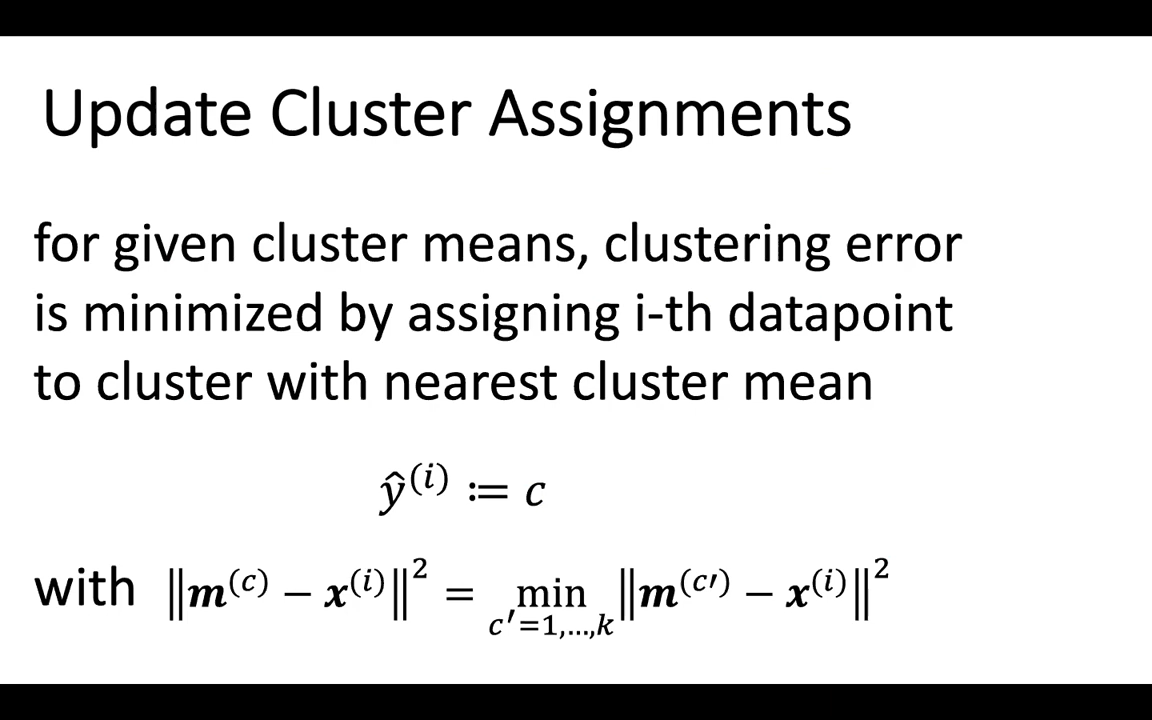 Update Cluster Assignments
for given cluster means, clustering error
is minimized by assigning i-th datapoint
to cluster with nearest cluster mean
ŷ⁽ⁱ⁾ ≔ c
with ‖m⁽ᶜ⁾ − x⁽ⁱ⁾‖² = min_{c′=1,…,k} ‖m⁽ᶜ′⁾ − x⁽ⁱ⁾‖²